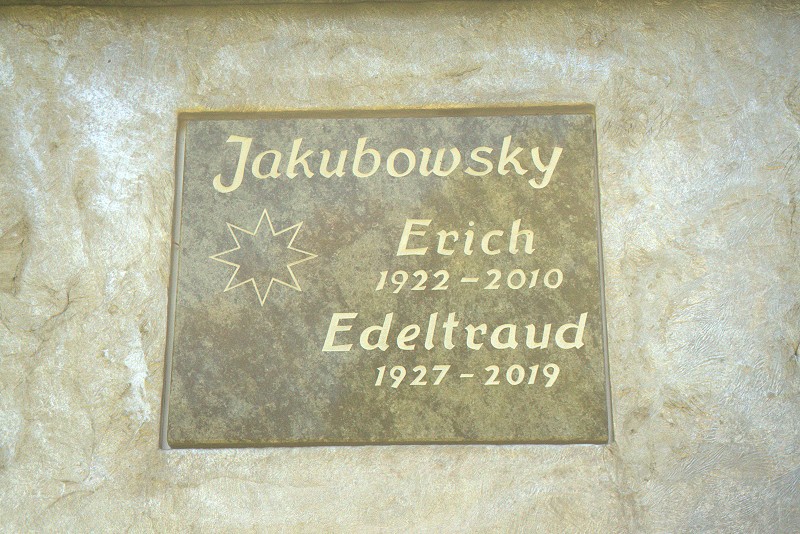 Jakubowsky
Erich
1922 – 2010
Edeltraud
1927 – 2019